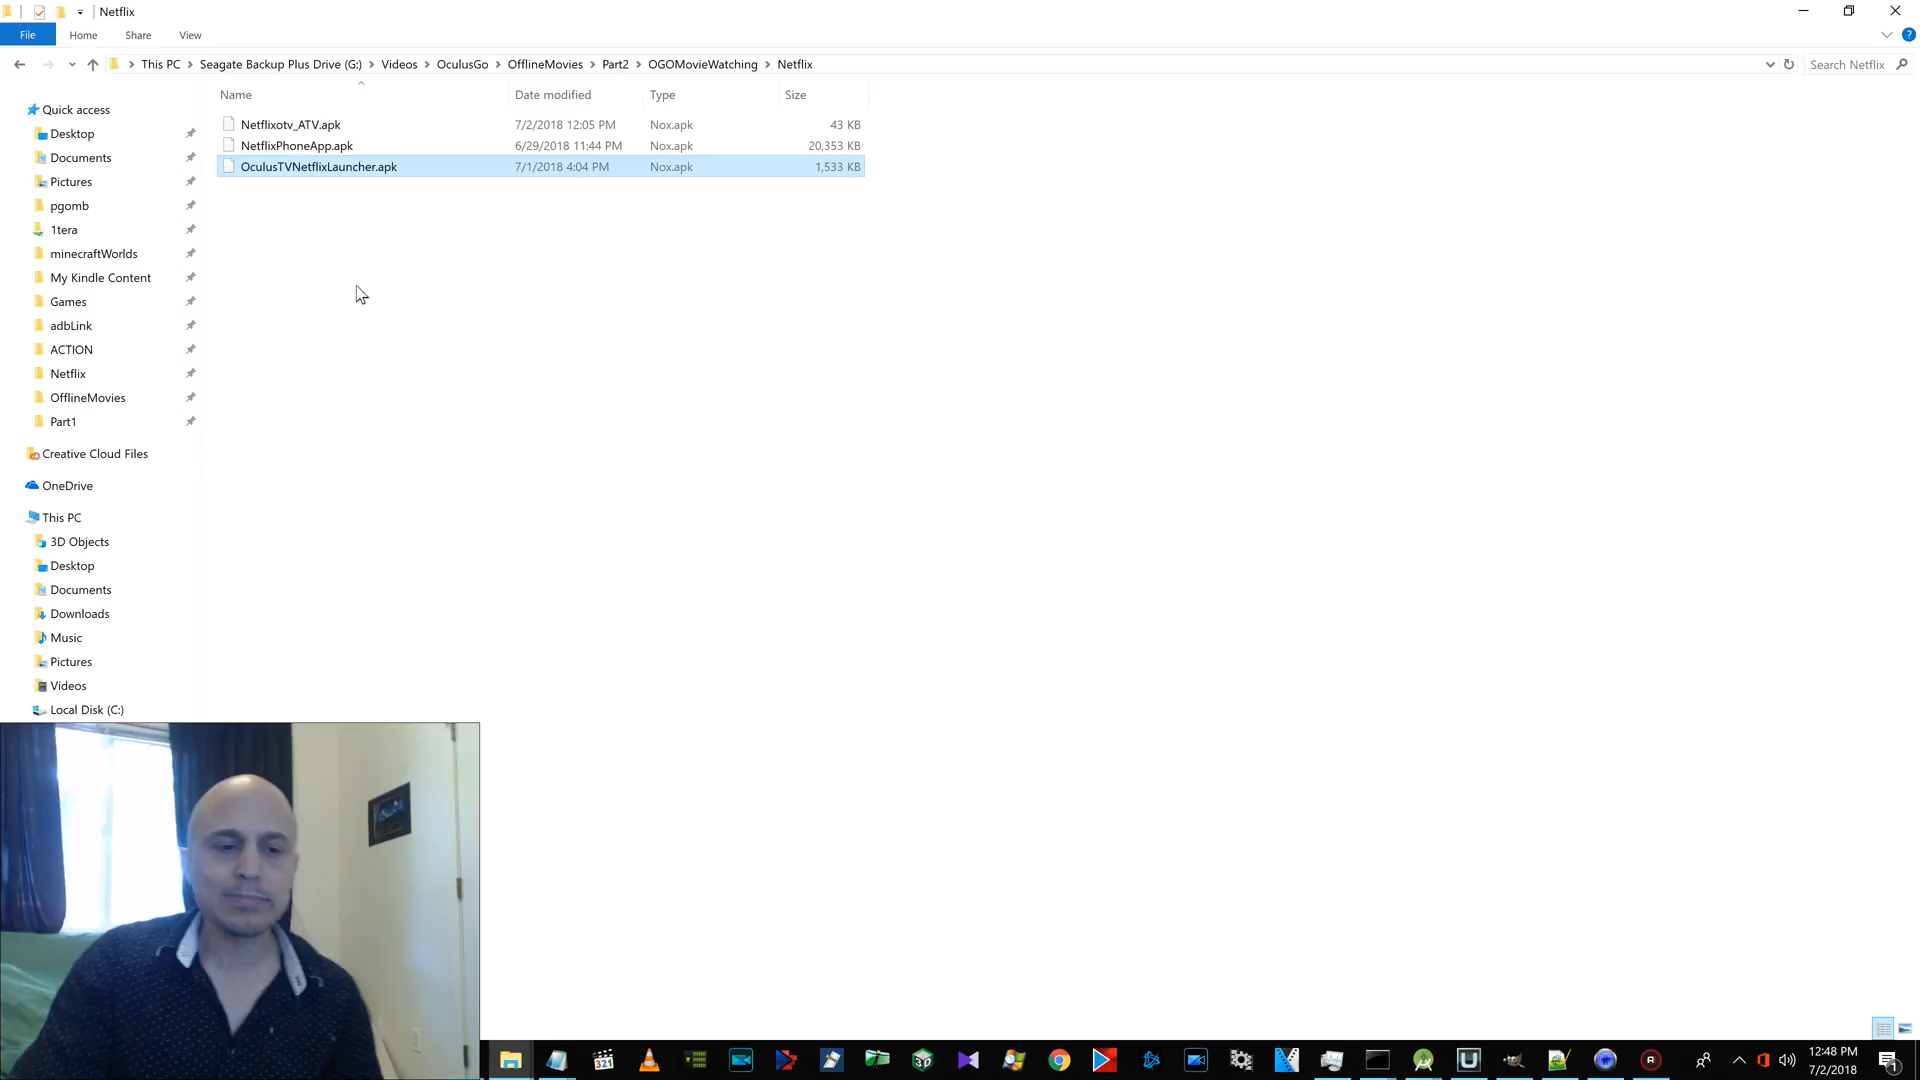 Netflix
File Home Share View
This PC Seagate Backup Plus Drive (G:) Videos OculusGo OfflineMovies Part2 OGOMovieWatching Netflix Search Netflix
Name Date modified Type Size
Netflixotv_ATV.apk 7/2/2018 12:05 PM Nox.apk 43 KB
NetflixPhoneApp.apk 6/29/2018 11:44 PM Nox.apk 20,353 KB
OculusTVNetflixLauncher.apk 7/1/2018 4:04 PM Nox.apk 1,533 KB
Quick access
Desktop
Documents
Pictures
pgomb
1tera
minecraftWorlds
My Kindle Content
Games
adbLink
ACTION
Netflix
OfflineMovies
Part1
Creative Cloud Files
OneDrive
This PC
3D Objects
Desktop
Documents
Downloads
Music
Pictures
Videos
Local Disk (C:)
321
3D
12:48 PM
7/2/2018
1